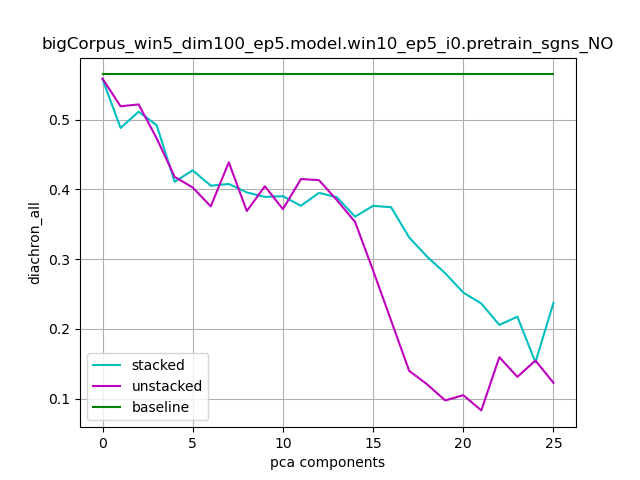 bigCorpus_win5_dim100_ep5.model.win10_ep5_i0.pretrain_sgns_NO
0.5
0.4
0.3
0.2
0.1
diachron_all
stacked
unstacked
baseline
0 5 10 15 20 25
pca components